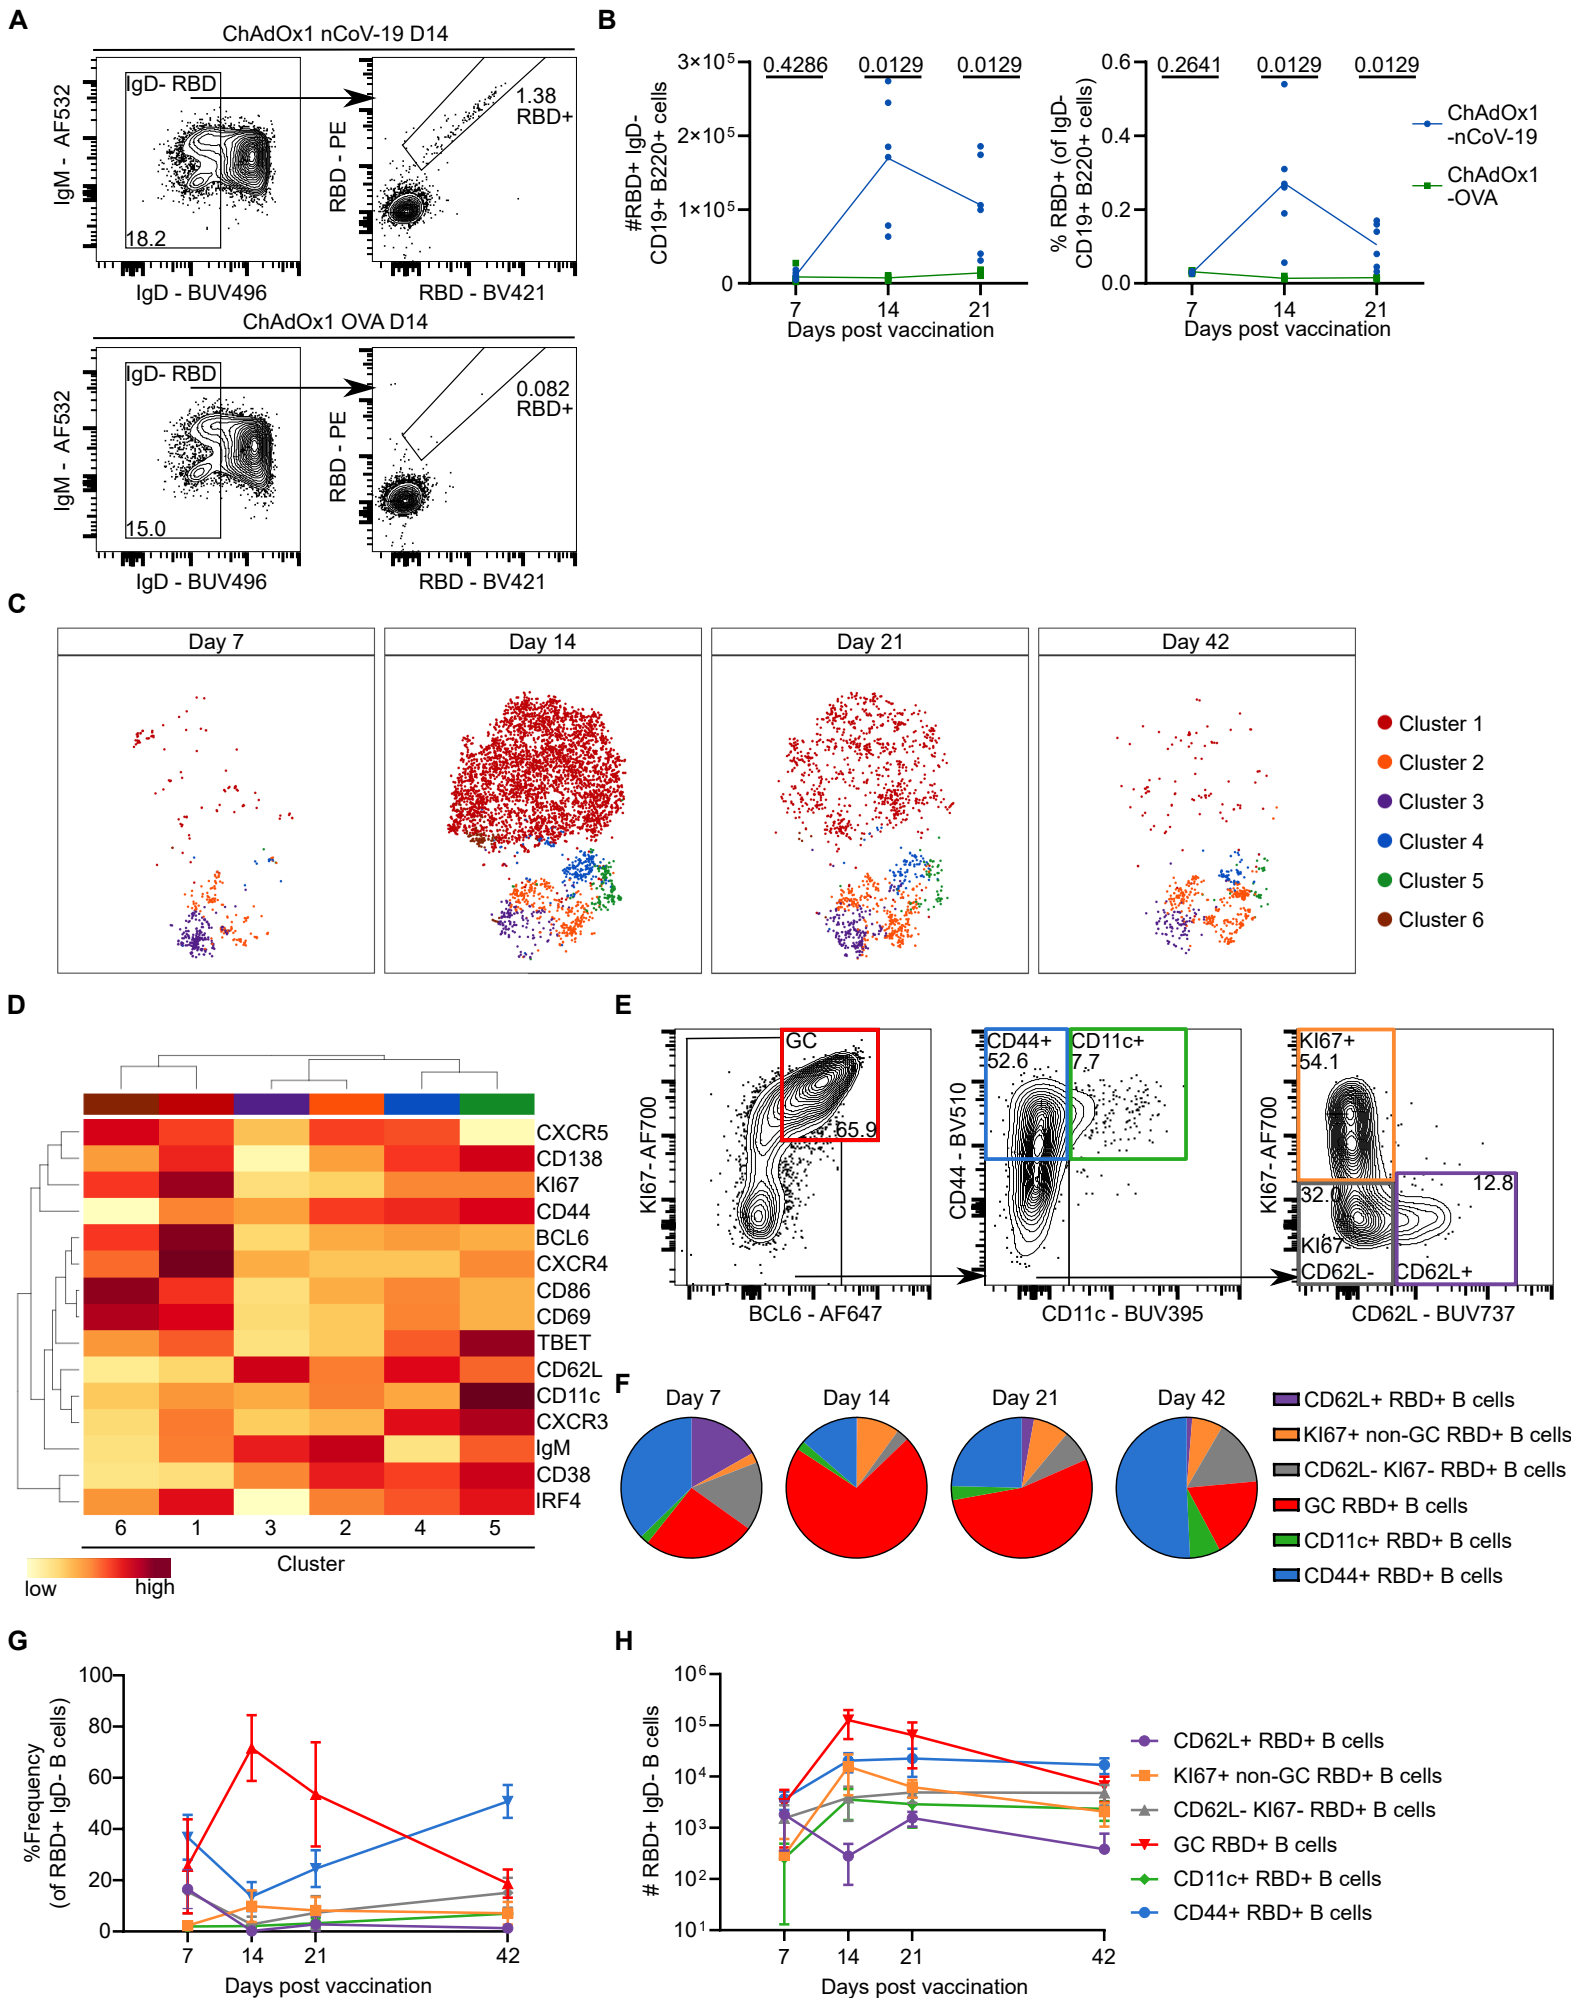 A
ChAdOx1 nCoV-19 D14
IgM - AF532
IgD- RBD
18.2
IgD - BUV496
RBD - PE
1.38
RBD+
RBD - BV421
ChAdOx1 OVA D14
IgM - AF532
IgD- RBD
15.0
IgD - BUV496
RBD - PE
0.082
RBD+
RBD - BV421
B
#RBD+ IgD-
CD19+ B220+ cells
3×10⁵
2×10⁵
1×10⁵
0
0.4286
0.0129
0.0129
7
14
21
Days post vaccination
% RBD+ (of IgD-
CD19+ B220+ cells)
0.6
0.4
0.2
0.0
0.2641
0.0129
0.0129
7
14
21
Days post vaccination
ChAdOx1
-nCoV-19
ChAdOx1
-OVA
C
Day 7
Day 14
Day 21
Day 42
Cluster 1
Cluster 2
Cluster 3
Cluster 4
Cluster 5
Cluster 6
D
CXCR5
CD138
KI67
CD44
BCL6
CXCR4
CD86
CD69
TBET
CD62L
CD11c
CXCR3
IgM
CD38
IRF4
6
1
3
2
4
5
Cluster
low
high
E
KI67- AF700
GC
65.9
BCL6 - AF647
CD44 - BV510
CD44+
52.6
CD11c+
7.7
CD11c - BUV395
KI67- AF700
KI67+
54.1
32.0
12.8
KI67-
CD62L-
CD62L+
CD62L - BUV737
F
Day 7
Day 14
Day 21
Day 42
CD62L+ RBD+ B cells
KI67+ non-GC RBD+ B cells
CD62L- KI67- RBD+ B cells
GC RBD+ B cells
CD11c+ RBD+ B cells
CD44+ RBD+ B cells
G
%Frequency
(of RBD+ IgD- B cells)
100
80
60
40
20
0
7
14
21
42
Days post vaccination
H
# RBD+ IgD- B cells
10⁶
10⁵
10⁴
10³
10²
10¹
7
14
21
42
Days post vaccination
CD62L+ RBD+ B cells
KI67+ non-GC RBD+ B cells
CD62L- KI67- RBD+ B cells
GC RBD+ B cells
CD11c+ RBD+ B cells
CD44+ RBD+ B cells